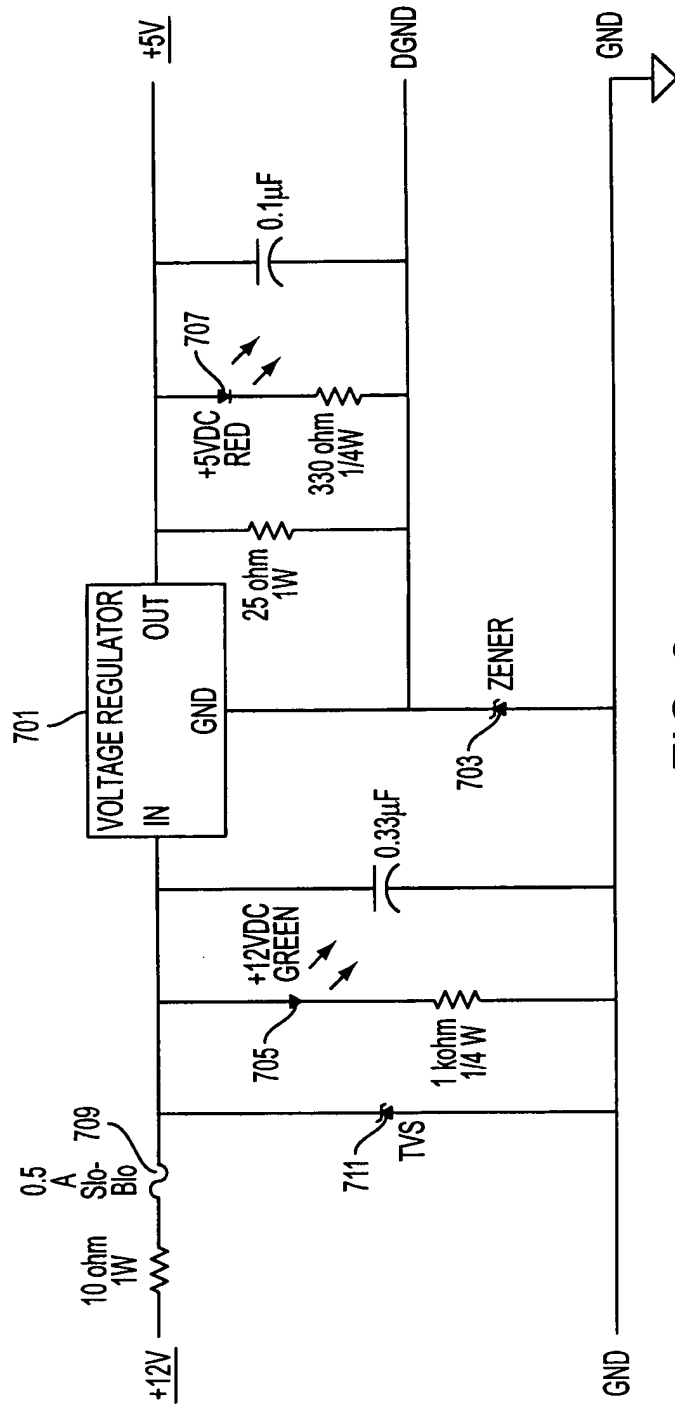 +12V
10 ohm
1W
0.5
A
Slo-
Blo
709
711
TVS
705
+12VDC
GREEN
1 kohm
1/4 W
0.33µF
701
VOLTAGE REGULATOR
IN
OUT
GND
703
ZENER
25 ohm
1W
+5VDC
RED
707
330 ohm
1/4W
0.1µF
+5V
DGND
GND
GND